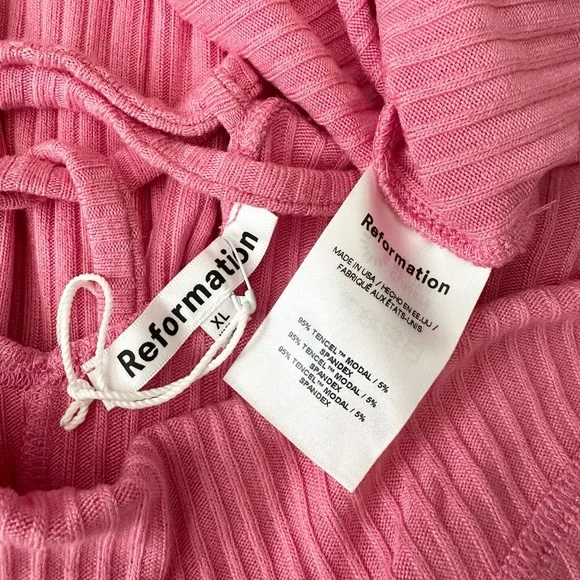 Reformation
XL
Reformation
MADE IN USA / HECHO EN EE.UU /
FABRIQUÉ AUX ÉTATS-UNIS
95% TENCEL™ MODAL / 5%
SPANDEX
95% TENCEL™ MODAL / 5%
SPANDEX
95% TENCEL™ MODAL / 5%
SPANDEX